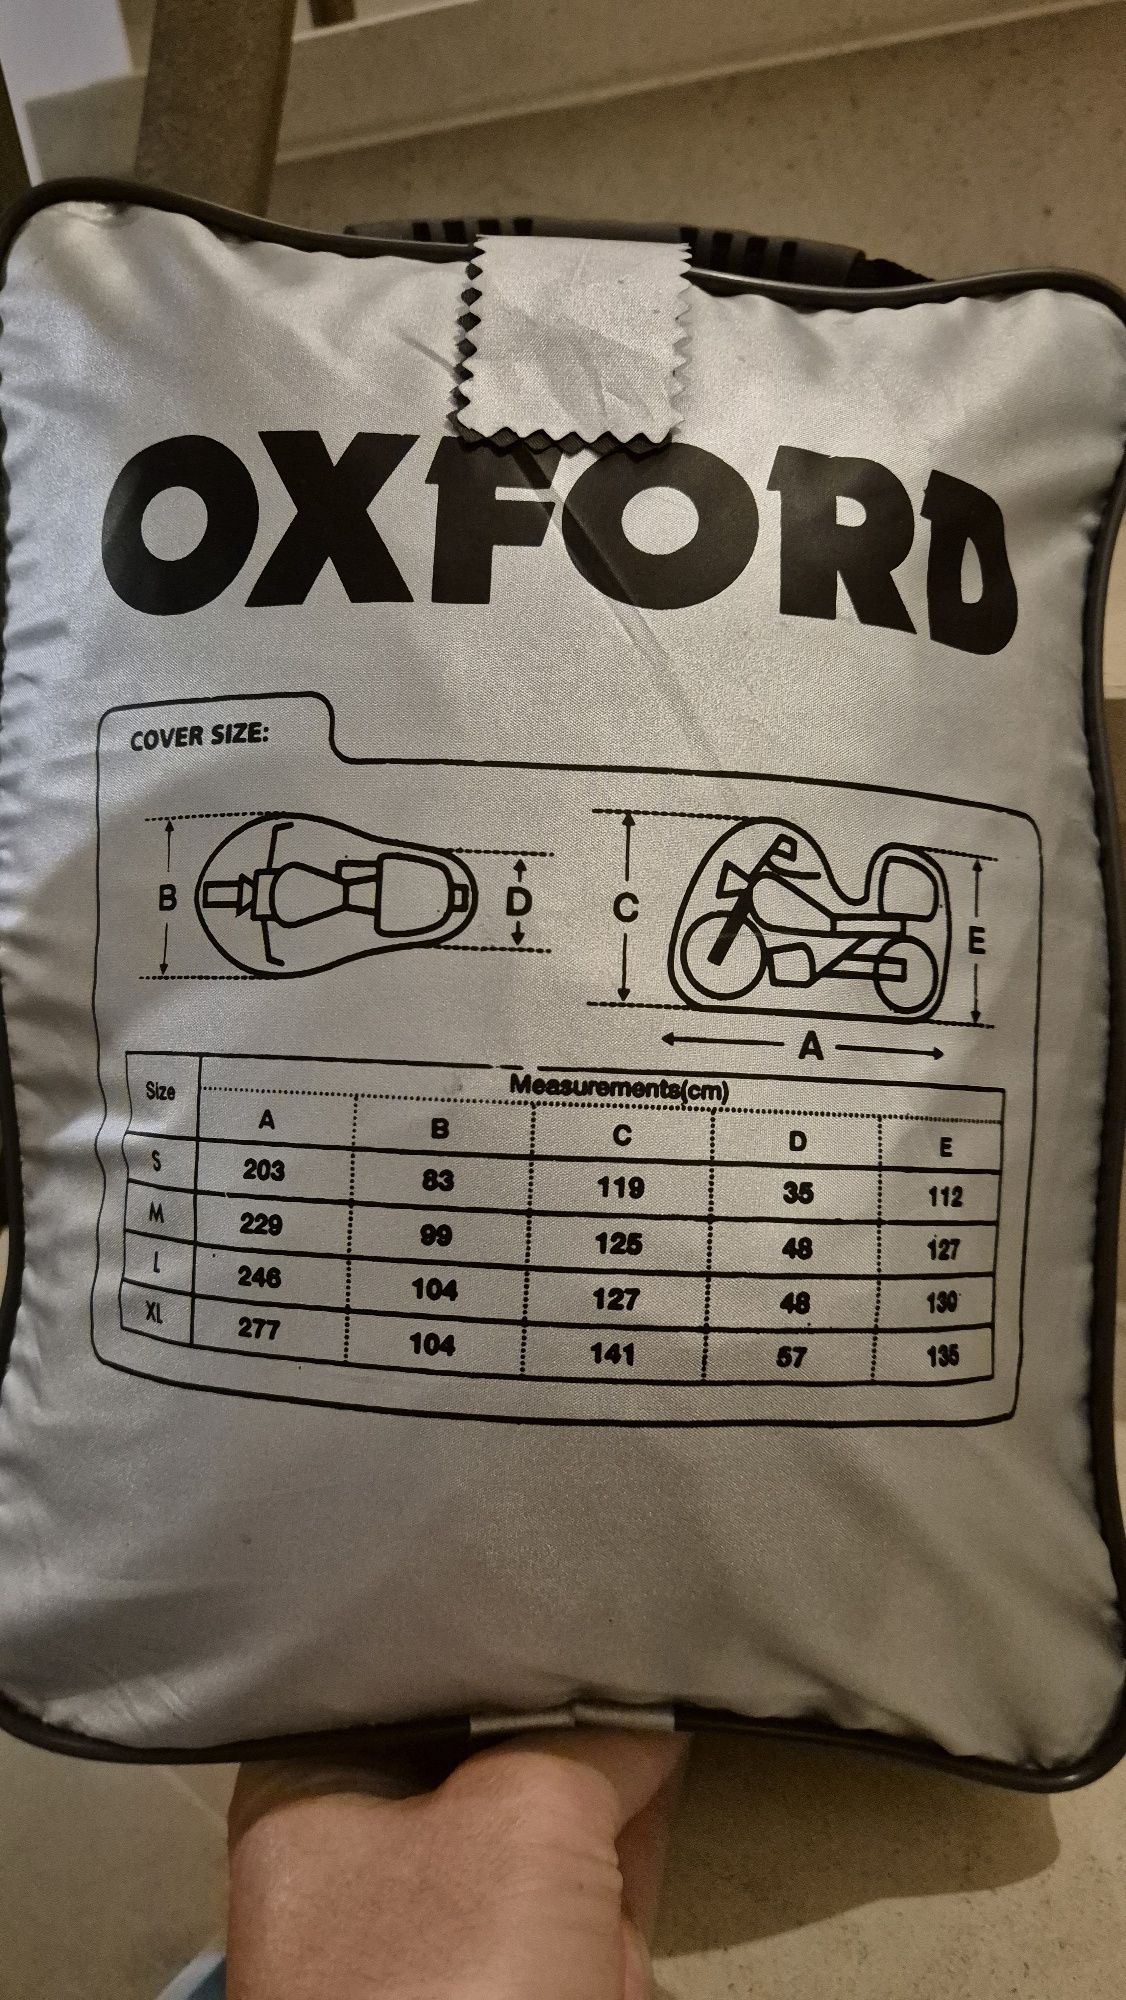 OXFORD
COVER SIZE:
B
D
C
E
A
Size Measurements(cm)
A B C D E
S 203 83 119 35 112
M 229 99 125 48 127
L 246 104 127 48 130
XL 277 104 141 57 135